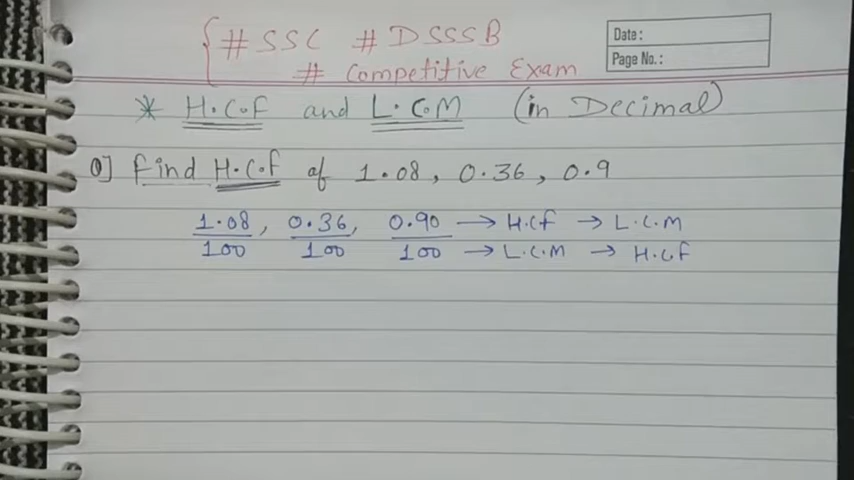 # SSC # DSSSB
# Competitive Exam
Date:
Page No.:
* H.C.F and L.C.M (in Decimal)
Q] Find H.C.F of 1.08, 0.36, 0.9
1.08, 0.36, 0.90 → H.C.F → L.C.M
100 100 100 → L.C.M → H.C.F